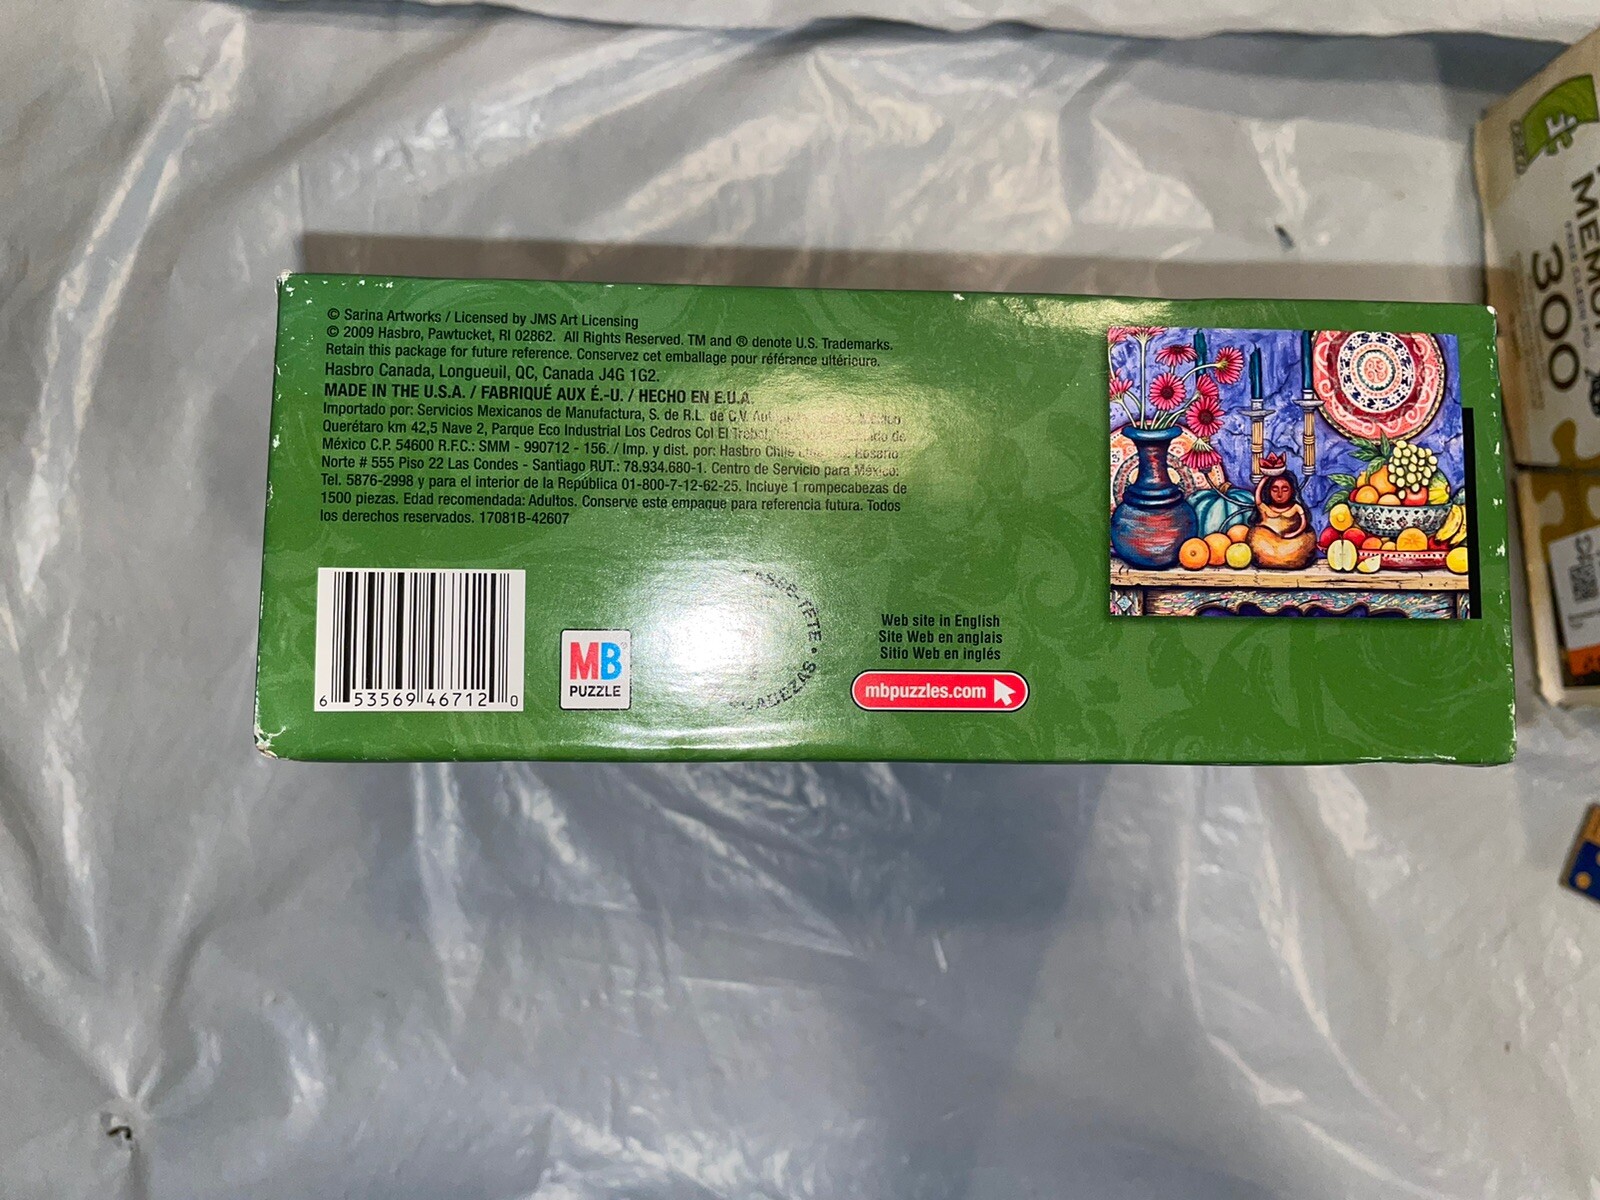 © Sarina Artworks / Licensed by JMS Art Licensing
© 2009 Hasbro, Pawtucket, RI 02862. All Rights Reserved. TM and ® denote U.S. Trademarks.
Retain this package for future reference. Conservez cet emballage pour référance ultérieure.
Hasbro Canada, Longueuil, QC, Canada J4G 1G2.
MADE IN THE U.S.A. / FABRIQUÉ AUX É.-U. / HECHO EN E.U.A.
Importado por: Servicios Mexicanos de Manufactura, S. de R.L. de C.V.
Querétaro km 42,5 Nave 2, Parque Eco Industrial Los Cedros Col El
México C.P. 54600 R.F.C.: SMM - 990712 - 156. / Imp. y dist. por: Hasbro Chile Rosario
Norte # 555 Piso 22 Las Condes - Santiago RUT.: 78.934.680-1. Centro de Servicio para México:
Tel. 5876-2998 y para el interior de la República 01-800-7-12-62-25. Incluye 1 rompecabezas de
1500 piezas. Edad recomendada: Adultos. Conserve este empaque para referencia futura. Todos
los derechos reservados. 17081B-42607
6 53569 46712 0
MB
PUZZLE
Web site in English
Site Web en anglais
Sitio Web en inglés
mbpuzzles.com
300